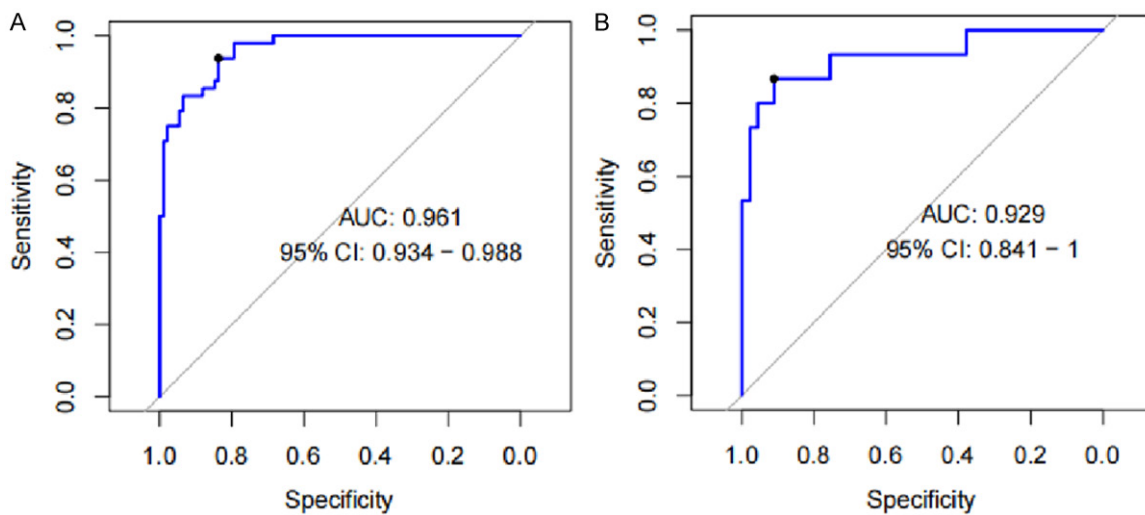 A
Sensitivity
1.0
0.8
0.6
0.4
0.2
0.0
AUC: 0.961
95% CI: 0.934 − 0.988
1.0 0.8 0.6 0.4 0.2 0.0
Specificity
B
Sensitivity
1.0
0.8
0.6
0.4
0.2
0.0
AUC: 0.929
95% CI: 0.841 − 1
1.0 0.8 0.6 0.4 0.2 0.0
Specificity